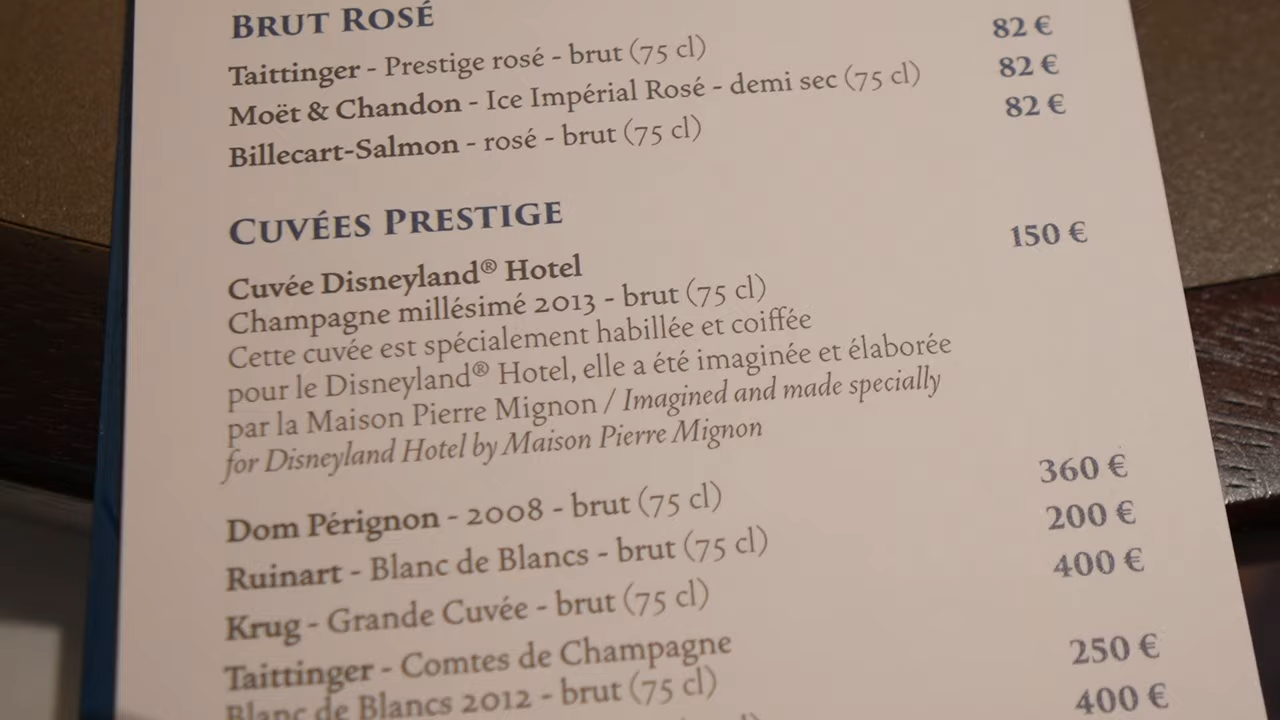 BRUT ROSÉ
Taittinger - Prestige rosé - brut (75 cl) 82 €
Moët & Chandon - Ice Impérial Rosé - demi sec (75 cl) 82 €
Billecart-Salmon - rosé - brut (75 cl) 82 €
CUVÉES PRESTIGE
Cuvée Disneyland® Hotel 150 €
Champagne millésimé 2013 - brut (75 cl)
Cette cuvée est spécialement habillée et coiffée
pour le Disneyland® Hotel, elle a été imaginée et élaborée
par la Maison Pierre Mignon / Imagined and made specially
for Disneyland Hotel by Maison Pierre Mignon
Dom Pérignon - 2008 - brut (75 cl) 360 €
Ruinart - Blanc de Blancs - brut (75 cl) 200 €
Krug - Grande Cuvée - brut (75 cl) 400 €
Taittinger - Comtes de Champagne 250 €
Blanc de Blancs 2012 - brut (75 cl)
400 €